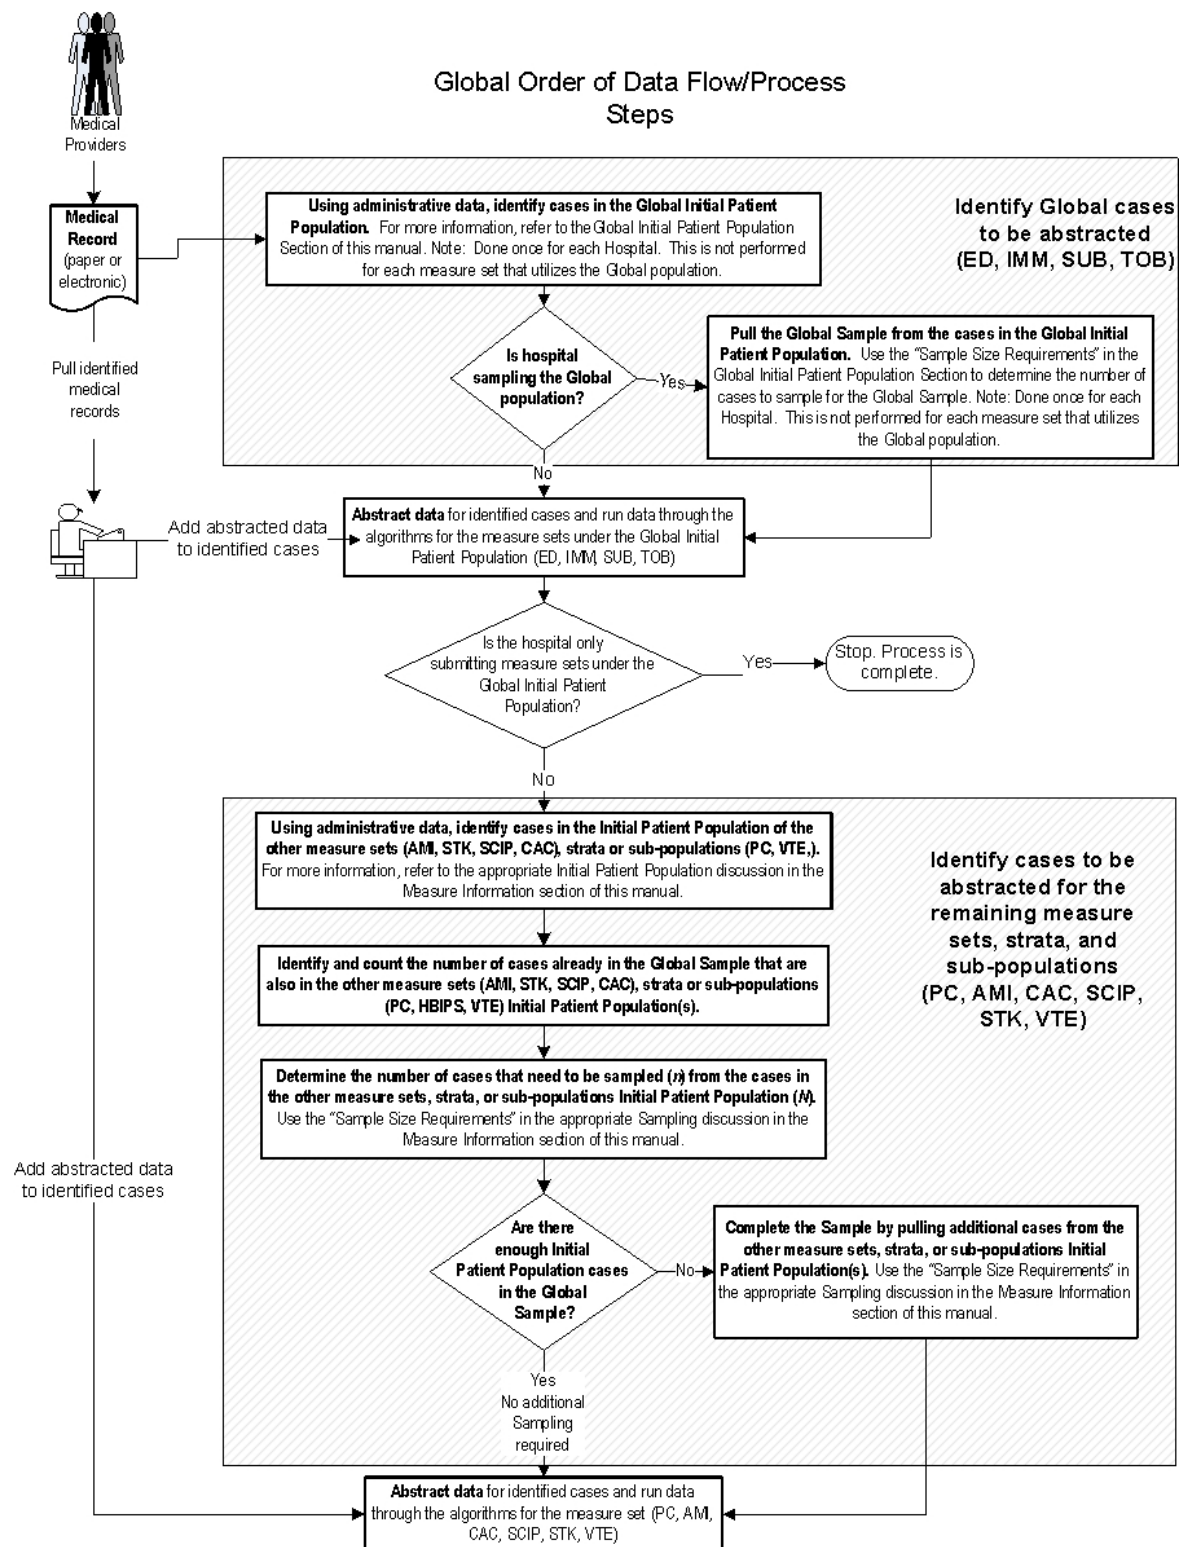 Global Order of Data Flow/Process
Steps
Medical
Providers
Medical
Record
(paper or
electronic)
Pull identified
medical
records
Using administrative data, identify cases in the Global Initial Patient
Population. For more information, refer to the Global Initial Patient Population
Section of this manual. Note: Done once for each Hospital. This is not performed
for each measure set that utilizes the Global population.
Identify Global cases
to be abstracted
(ED, IMM, SUB, TOB)
Is hospital
sampling the Global
population?
Yes
Pull the Global Sample from the cases in the Global Initial
Patient Population. Use the “Sample Size Requirements” in the
Global Initial Patient Population Section to determine the number of
cases to sample for the Global Sample. Note: Done once for each
Hospital. This is not performed for each measure set that utilizes
the Global population.
No
Add abstracted data
to identified cases
Abstract data for identified cases and run data through the
algorithms for the measure sets under the Global Initial
Patient Population (ED, IMM, SUB, TOB)
Is the hospital only
submitting measure sets under the
Global Initial Patient
Population?
Yes
Stop. Process is
complete.
No
Using administrative data, identify cases in the Initial Patient Population of the
other measure sets (AMI, STK, SCIP, CAC), strata or sub-populations (PC, VTE,).
For more information, refer to the appropriate Initial Patient Population discussion in the
Measure Information section of this manual.
Identify cases to be
abstracted for the
remaining measure
sets, strata, and
sub-populations
(PC, AMI, CAC, SCIP,
STK, VTE)
Identify and count the number of cases already in the Global Sample that are
also in the other measure sets (AMI, STK, SCIP, CAC), strata or sub-populations
(PC, HBIPS, VTE) Initial Patient Population(s).
Determine the number of cases that need to be sampled (n) from the cases in
the other measure sets, strata, or sub-populations Initial Patient Population (N).
Use the “Sample Size Requirements” in the appropriate Sampling discussion in the
Measure Information section of this manual.
Add abstracted data
to identified cases
Are there
enough Initial
Patient Population cases
in the Global
Sample?
No
Complete the Sample by pulling additional cases from the
other measure sets, strata, or sub-populations Initial
Patient Population(s). Use the “Sample Size Requirements” in
the appropriate Sampling discussion in the Measure Information
section of this manual.
Yes
No additional
Sampling
required
Abstract data for identified cases and run data
through the algorithms for the measure set (PC, AMI,
CAC, SCIP, STK, VTE)